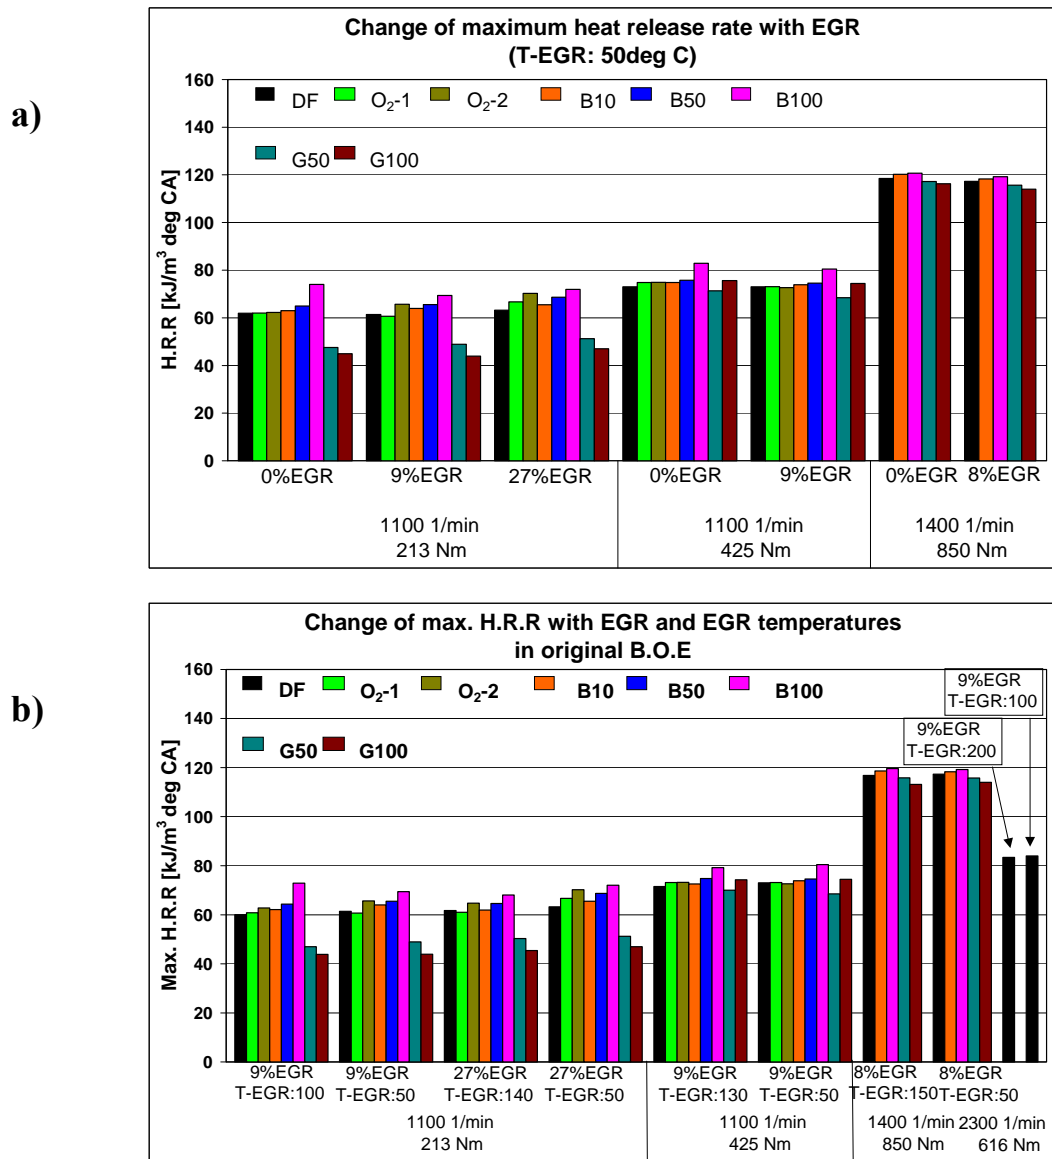 a)
Change of maximum heat release rate with EGR
(T-EGR: 50deg C)
H.R.R [kJ/m³ deg CA]
160
140
120
100
80
60
40
20
0
DF O₂-1 O₂-2 B10 B50 B100
G50 G100
0%EGR 9%EGR 27%EGR 0%EGR 9%EGR 0%EGR 8%EGR
1100 1/min 1100 1/min 1400 1/min
213 Nm 425 Nm 850 Nm
b)
Change of max. H.R.R with EGR and EGR temperatures
in original B.O.E
Max. H.R.R [kJ/m³ deg CA]
160
140
120
100
80
60
40
20
0
DF O₂-1 O₂-2 B10 B50 B100
G50 G100
9%EGR
T-EGR:100
9%EGR
T-EGR:200
9%EGR 9%EGR 27%EGR 27%EGR 9%EGR 9%EGR 8%EGR 8%EGR
T-EGR:100 T-EGR:50 T-EGR:140 T-EGR:50 T-EGR:130 T-EGR:50 T-EGR:150 T-EGR:50
1100 1/min 1100 1/min 1400 1/min 2300 1/min
213 Nm 425 Nm 850 Nm 616 Nm